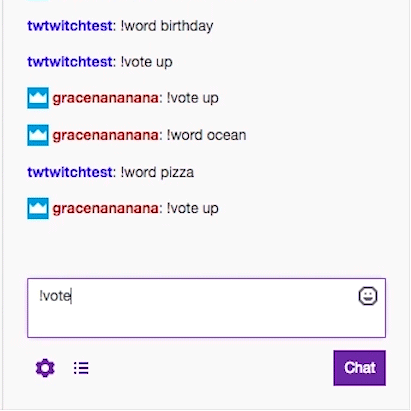 twtwitchtest: !word birthday
twtwitchtest: !vote up
gracenananana: !vote up
gracenananana: !word ocean
twtwitchtest: !word pizza
gracenananana: !vote up
!vote
Chat